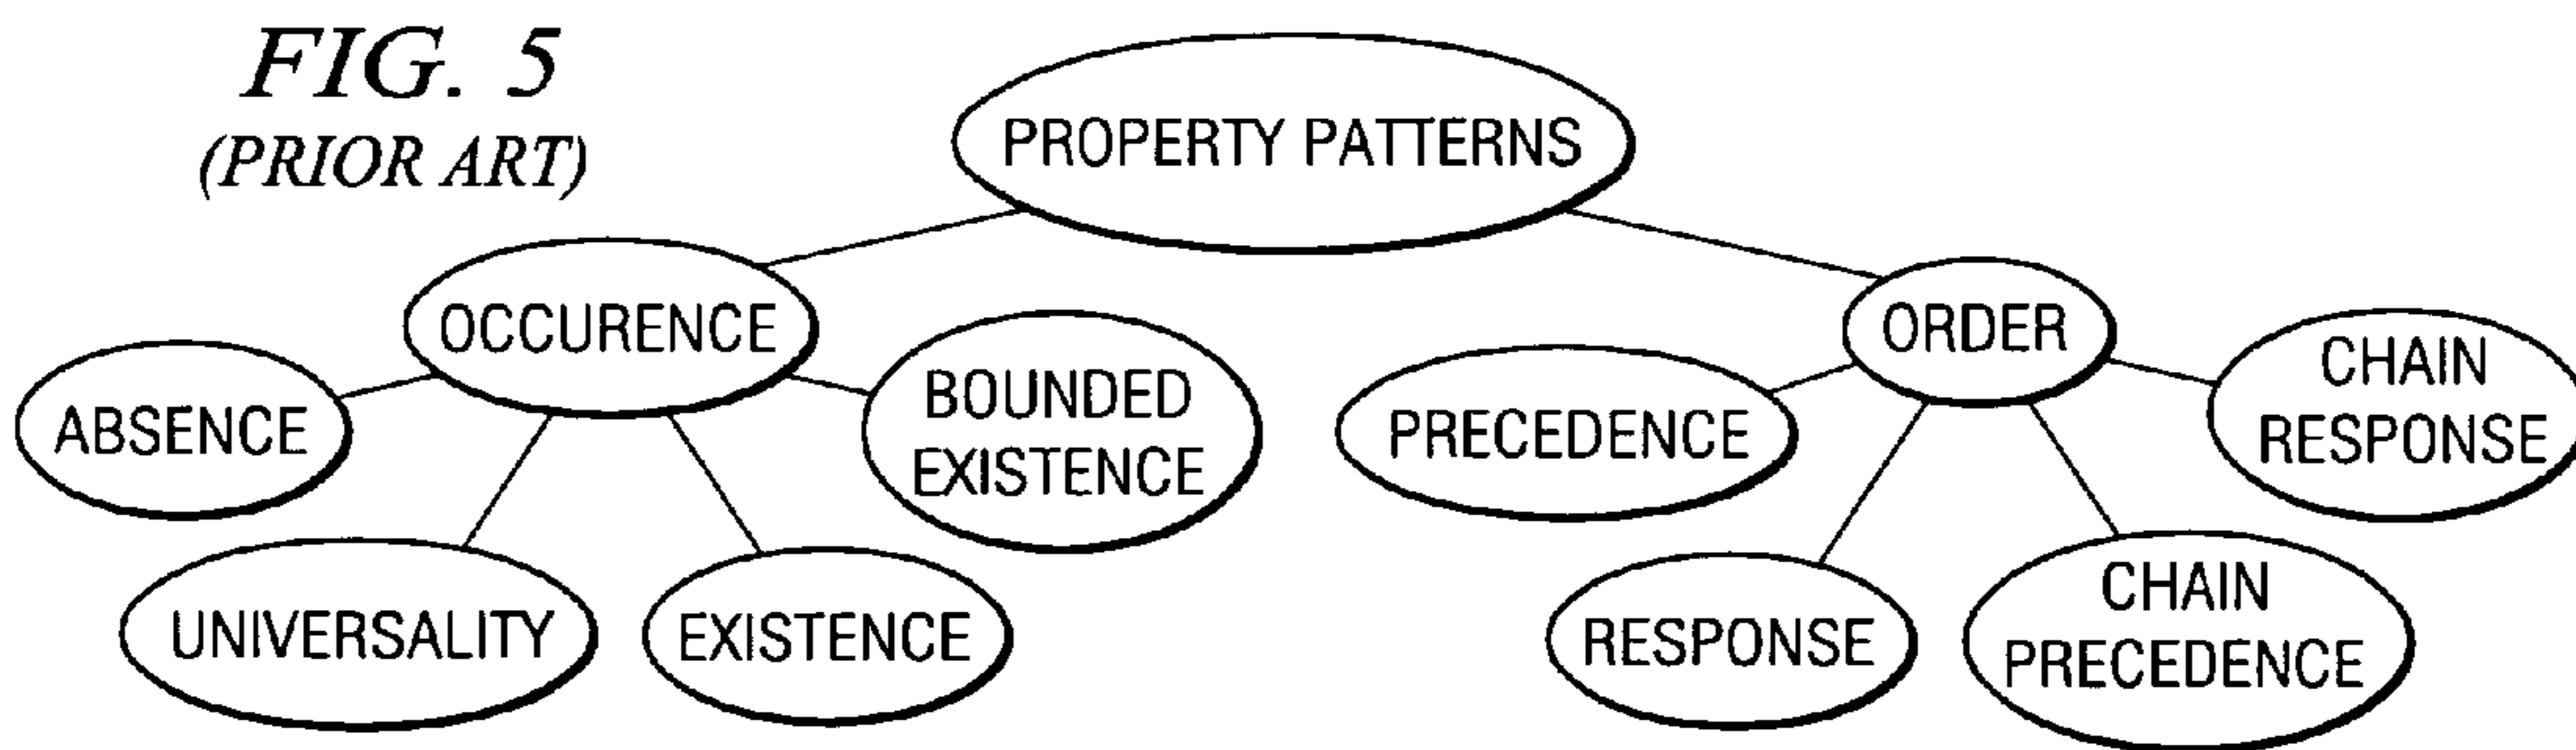 FIG. 5
(PRIOR ART)
PROPERTY PATTERNS
OCCURENCE
ORDER
ABSENCE
BOUNDED
EXISTENCE
PRECEDENCE
CHAIN
RESPONSE
UNIVERSALITY
EXISTENCE
RESPONSE
CHAIN
PRECEDENCE